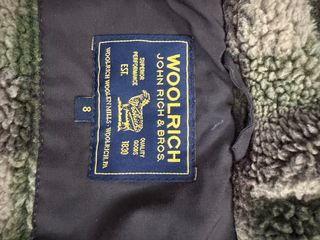 WOOLRICH
JOHN RICH & BROS.
SUPERIOR PERFORMANCE
QUALITY GOODS
EST. 1830
WOOLRICH WOOLEN MILLS WOOLRICH, PA
8